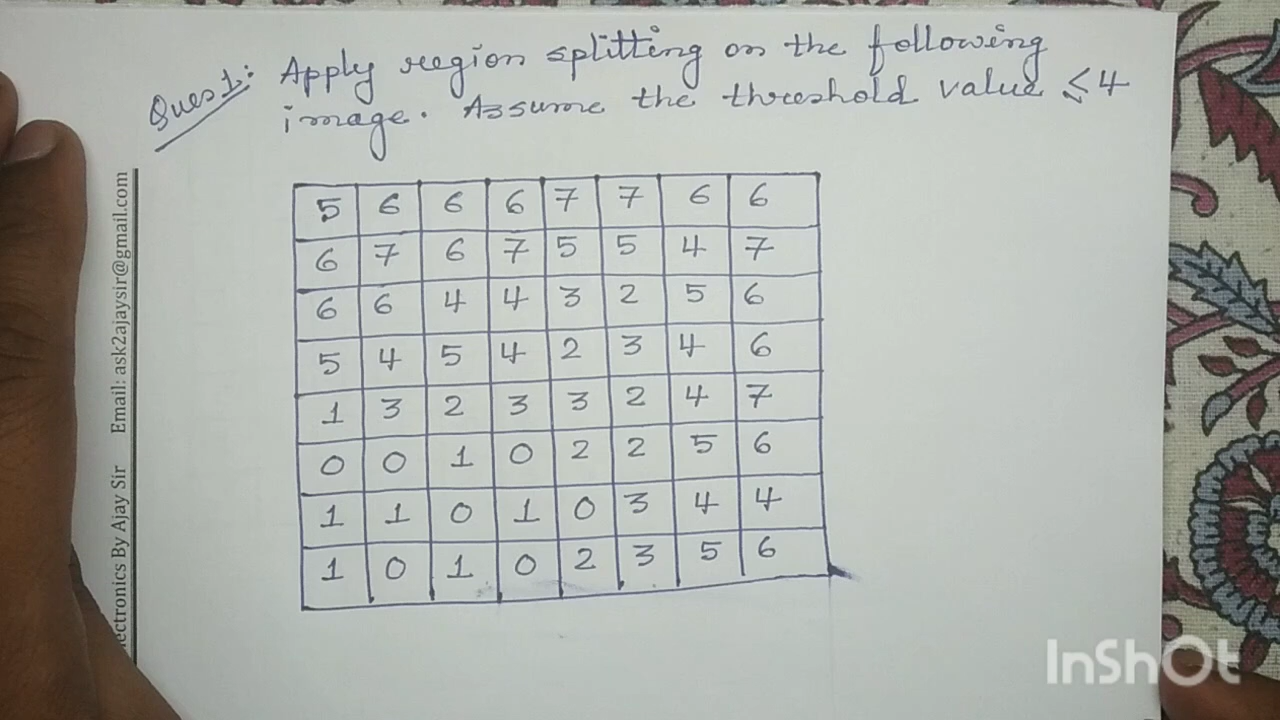 Ques 1: Apply region splitting on the following
image. Assume the threshold value ≤4
5 6 6 6 7 7 6 6
6 7 6 7 5 5 4 7
6 6 4 4 3 2 5 6
5 4 5 4 2 3 4 6
1 3 2 3 3 2 4 7
0 0 1 0 2 2 5 6
1 1 0 1 0 3 4 4
1 0 1 0 2 3 5 6
ectronics By Ajay Sir Email: ask2ajaysir@gmail.com
InShOt